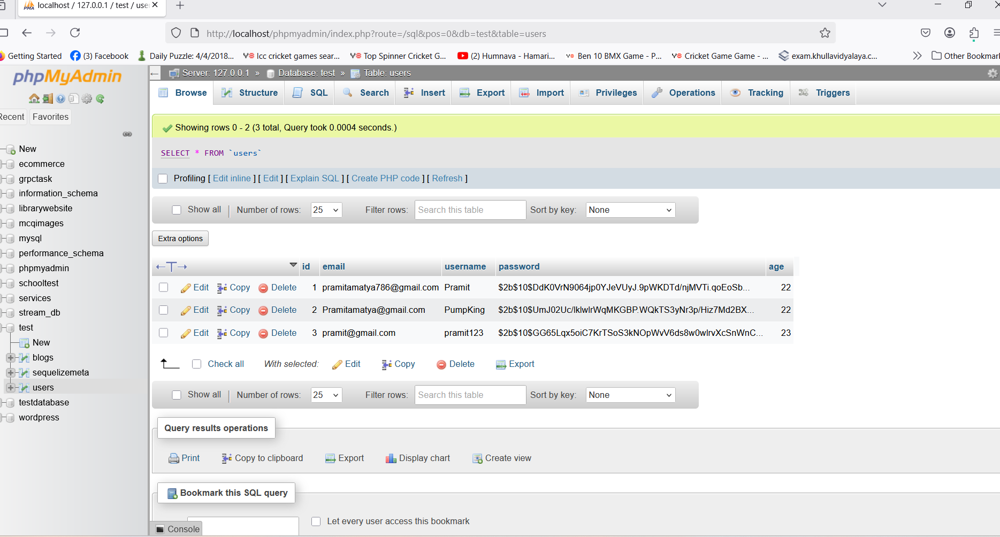 localhost / 127.0.0.1 / test / use
http://localhost/phpmyadmin/index.php?route=/sql&pos=0&db=test&table=users
Getting Started (3) Facebook Daily Puzzle: 4/4/2018... Icc cricket games sear... Top Spinner Cricket G... (2) Humnava - Hamari... Ben 10 BMX Game - P... Cricket Game Game - ... exam.khullavidyalaya.c... Other Bookmar
phpMyAdmin
Recent Favorites
New
ecommerce
grpctask
information_schema
librarywebsite
mcqimages
mysql
performance_schema
phpmyadmin
schooltest
services
stream_db
test
New
blogs
sequelizemeta
users
testdatabase
wordpress
Server: 127.0.0.1 » Database: test » Table: users
Browse Structure SQL Search Insert Export Import Privileges Operations Tracking Triggers
Showing rows 0 - 2 (3 total, Query took 0.0004 seconds.)
SELECT * FROM `users`
Profiling [ Edit inline ] [ Edit ] [ Explain SQL ] [ Create PHP code ] [ Refresh ]
Show all | Number of rows: 25 Filter rows: Search this table Sort by key: None
Extra options
id email username password age
Edit Copy Delete 1 pramitamatya786@gmail.com Pramit $2b$10$DdK0VrN9064jp0YJeVUyJ.9pWKDTd/njMVTi.qoEoSb... 22
Edit Copy Delete 2 Pramitamatya@gmail.com PumpKing $2b$10$UmJ02Uc/lklwlrWqMKGBP.WQkTS3yNr3p/Hiz7Md2BX... 22
Edit Copy Delete 3 pramit@gmail.com pramit123 $2b$10$GG65Lqx5oiC7KrTSoS3kNOpWvV6ds8w0wlrvXcSnWnC... 23
Check all With selected: Edit Copy Delete Export
Show all | Number of rows: 25 Filter rows: Search this table Sort by key: None
Query results operations
Print Copy to clipboard Export Display chart Create view
Bookmark this SQL query
Let every user access this bookmark
Console